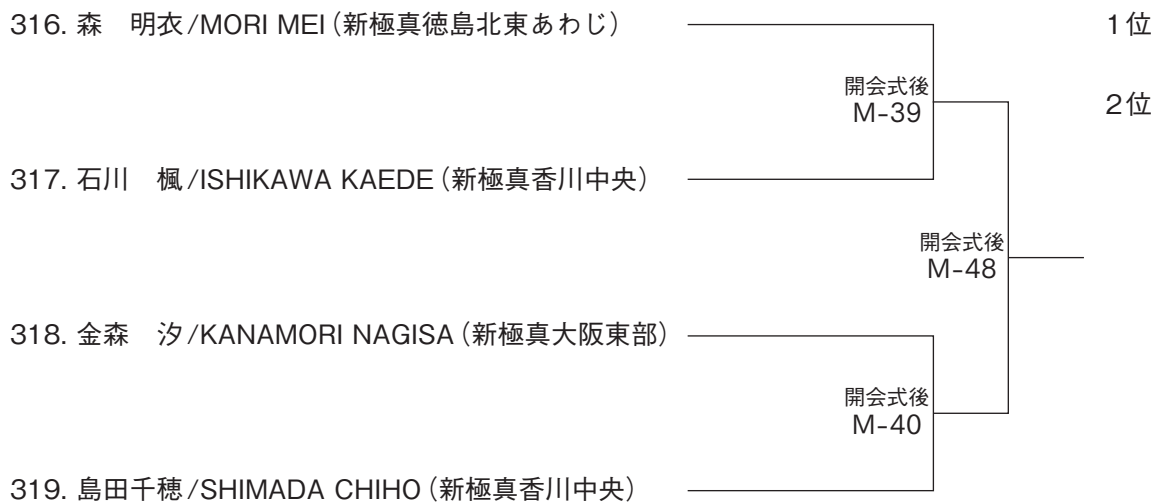 316. 森　明衣/MORI MEI（新極真徳島北東あわじ）
1位
開会式後
M-39
2位
317. 石川　楓/ISHIKAWA KAEDE（新極真香川中央）
開会式後
M-48
318. 金森　汐/KANAMORI NAGISA（新極真大阪東部）
開会式後
M-40
319. 島田千穂/SHIMADA CHIHO（新極真香川中央）